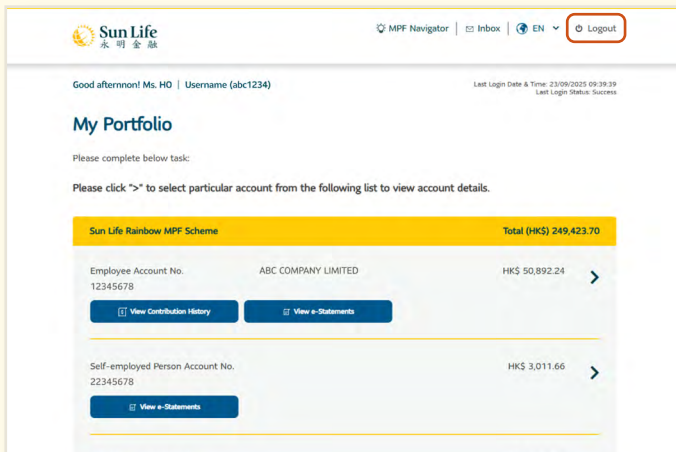 Sun Life
永明金融
MPF Navigator | Inbox | EN Logout
Good afternnon! Ms. HO | Username (abc1234)
Last Login Date & Time: 23/09/2025 09:39:39
Last Login Status: Success
My Portfolio
Please complete below task:
Please click ">" to select particular account from the following list to view account details.
Sun Life Rainbow MPF Scheme Total (HK$) 249,423.70
Employee Account No. ABC COMPANY LIMITED HK$ 50,892.24
12345678
View Contribution History View e-Statements
Self-employed Person Account No. HK$ 3,011.66
22345678
View e-Statements